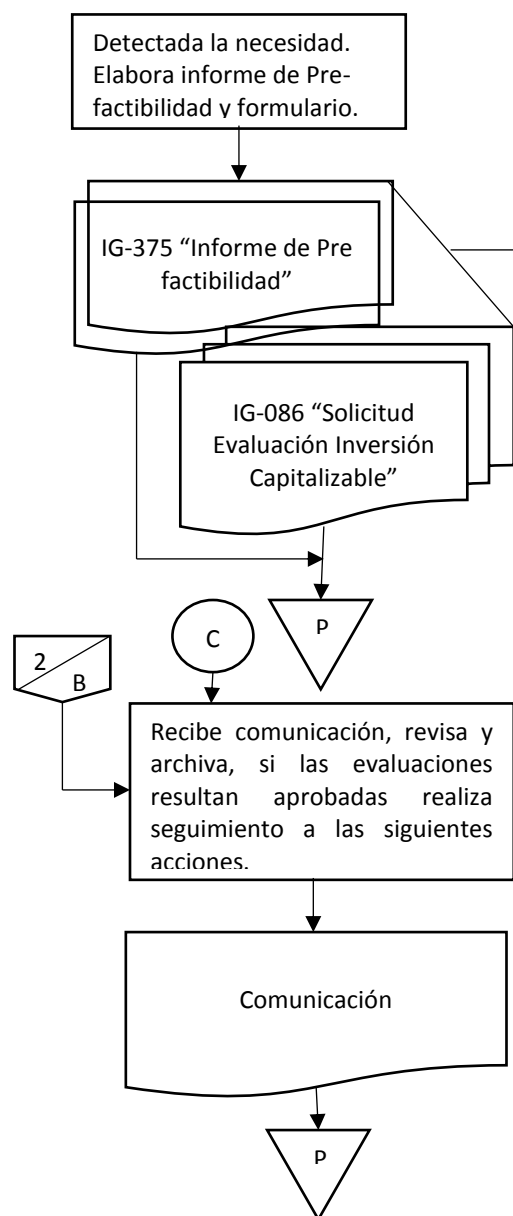 Detectada la necesidad.
Elabora informe de Pre-
factibilidad y formulario.
IG-375 “Informe de Pre
factibilidad”
IG-086 “Solicitud
Evaluación Inversión
Capitalizable”
P
C
2
B
Recibe comunicación, revisa y
archiva, si las evaluaciones
resultan aprobadas realiza
seguimiento a las siguientes
acciones.
Comunicación
P